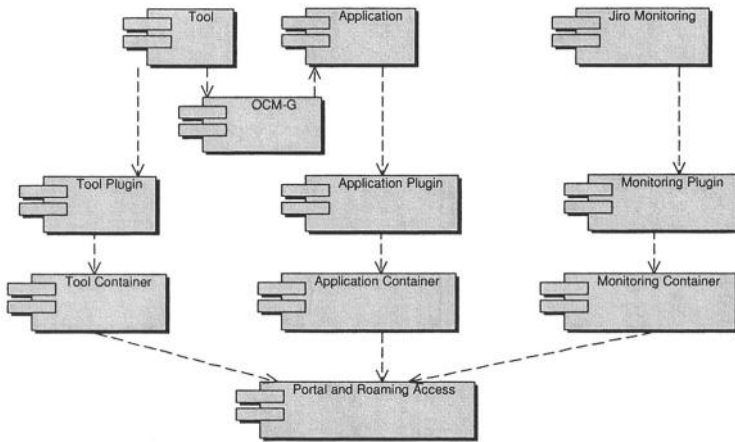 Tool
Application
Jiro Monitoring
OCM-G
Tool Plugin
Application Plugin
Monitoring Plugin
Tool Container
Application Container
Monitoring Container
Portal and Roaming Access